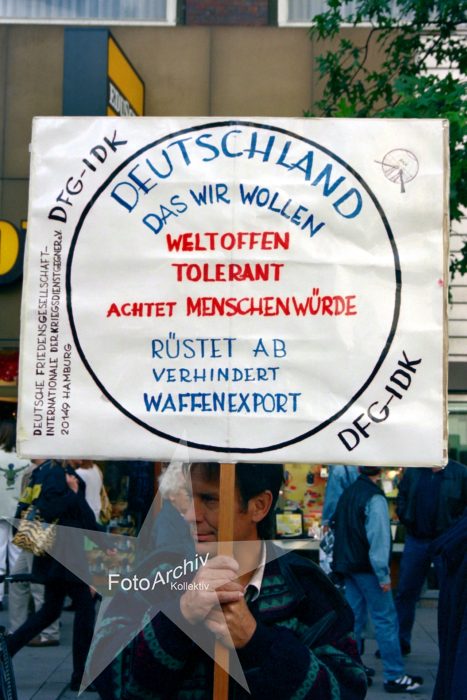 EDUSC
DFG-IDK
DEUTSCHLAND
DAS WIR WOLLEN
WELTOFFEN
TOLERANT
ACHTET MENSCHENWÜRDE
RÜSTET AB
VERHINDERT
WAFFENEXPORT
DFG-IDK
DEUTSCHE FRIEDENSGESELLSCHAFT-
INTERNATIONALE DER KRIEGSDIENSTGEGNER e.V.
20149 HAMBURG
FotoArchiv
Kollektiv